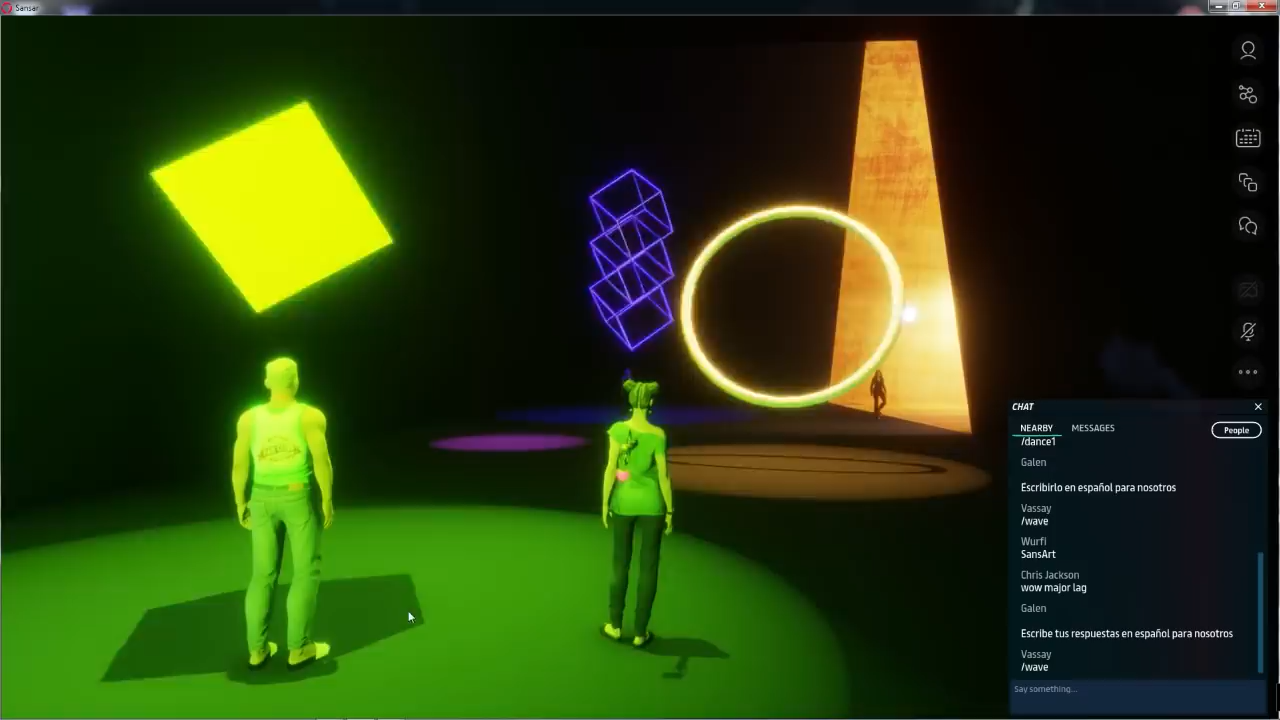 Sansar
CHAT
NEARBY MESSAGES People
/dance1
Galen
Escribirlo en español para nosotros
Vassay
/wave
Wurfi
SansArt
Chris Jackson
wow major lag
Galen
Escribe tus respuestas en español para nosotros
Vassay
/wave
Say something...